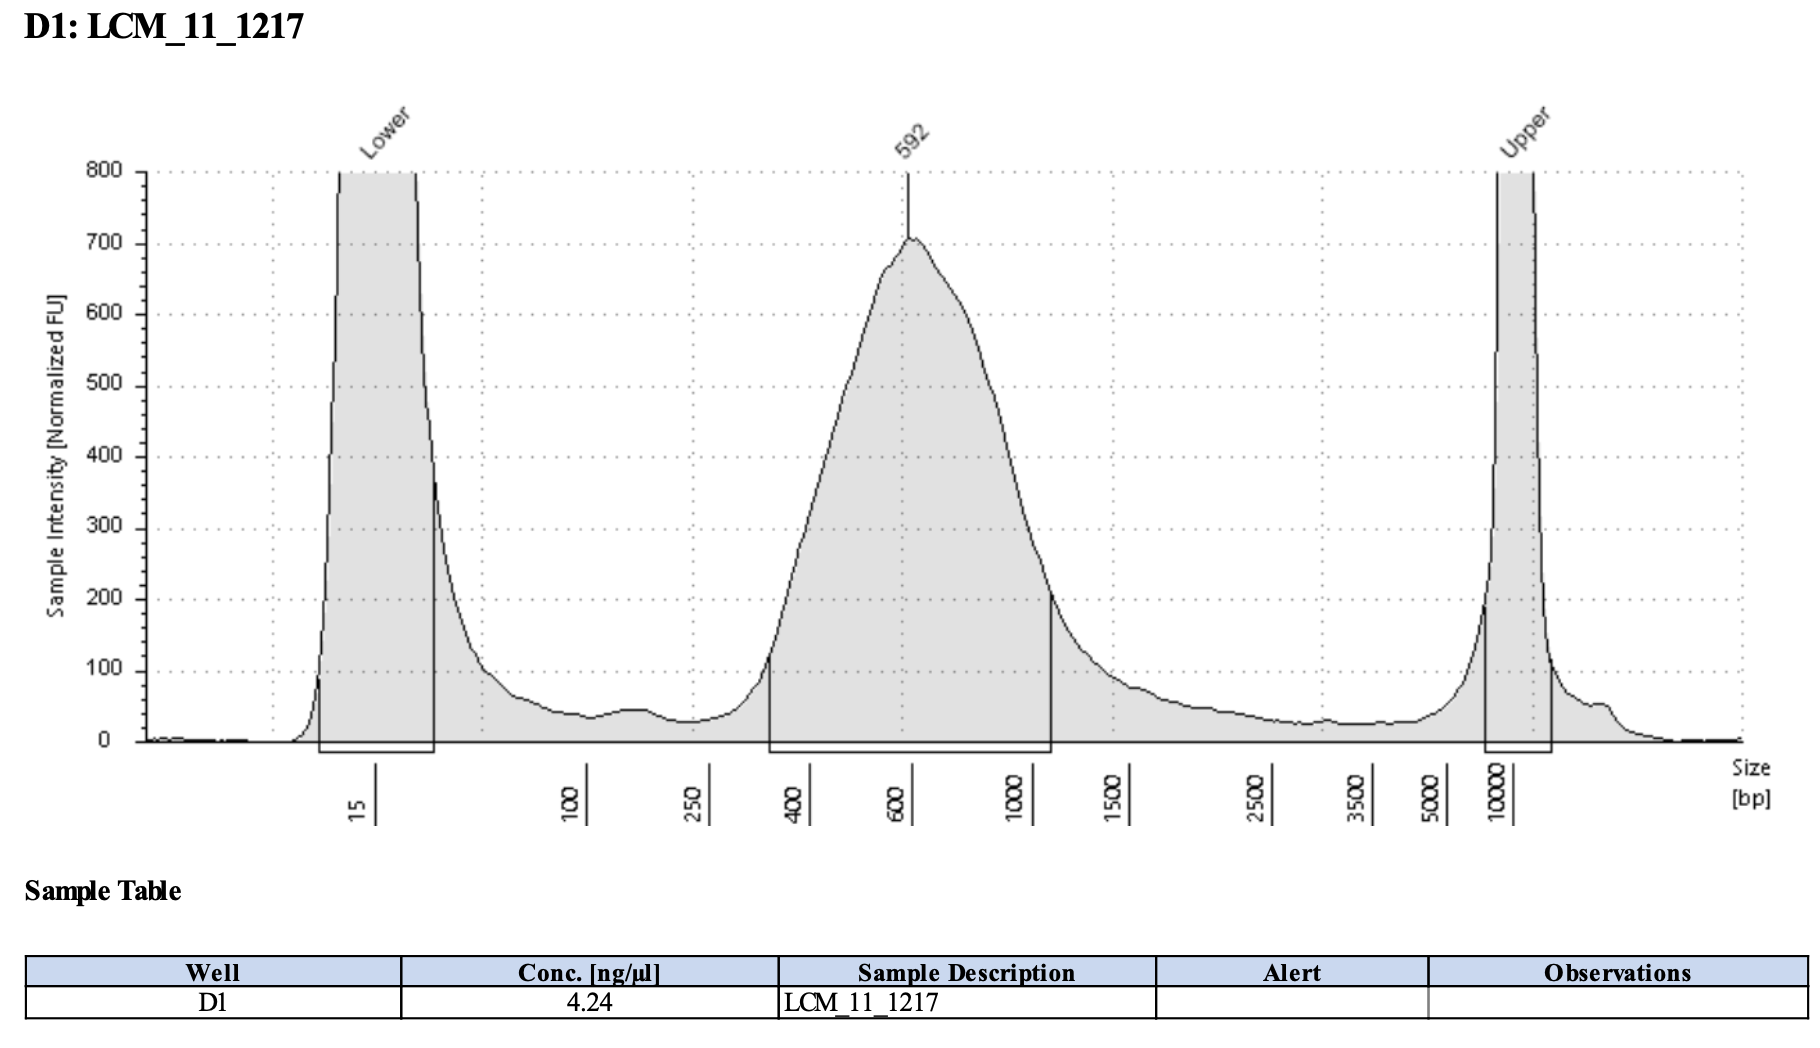 D1: LCM_11_1217
Lower
592
Upper
800
700
600
500
400
300
200
100
0
Sample Intensity [Normalized FU]
15
100
250
400
600
1000
1500
2500
3500
5000
10000
Size
[bp]
Sample Table
Well Conc. [ng/µl] Sample Description Alert Observations
D1 4.24 LCM_11_1217